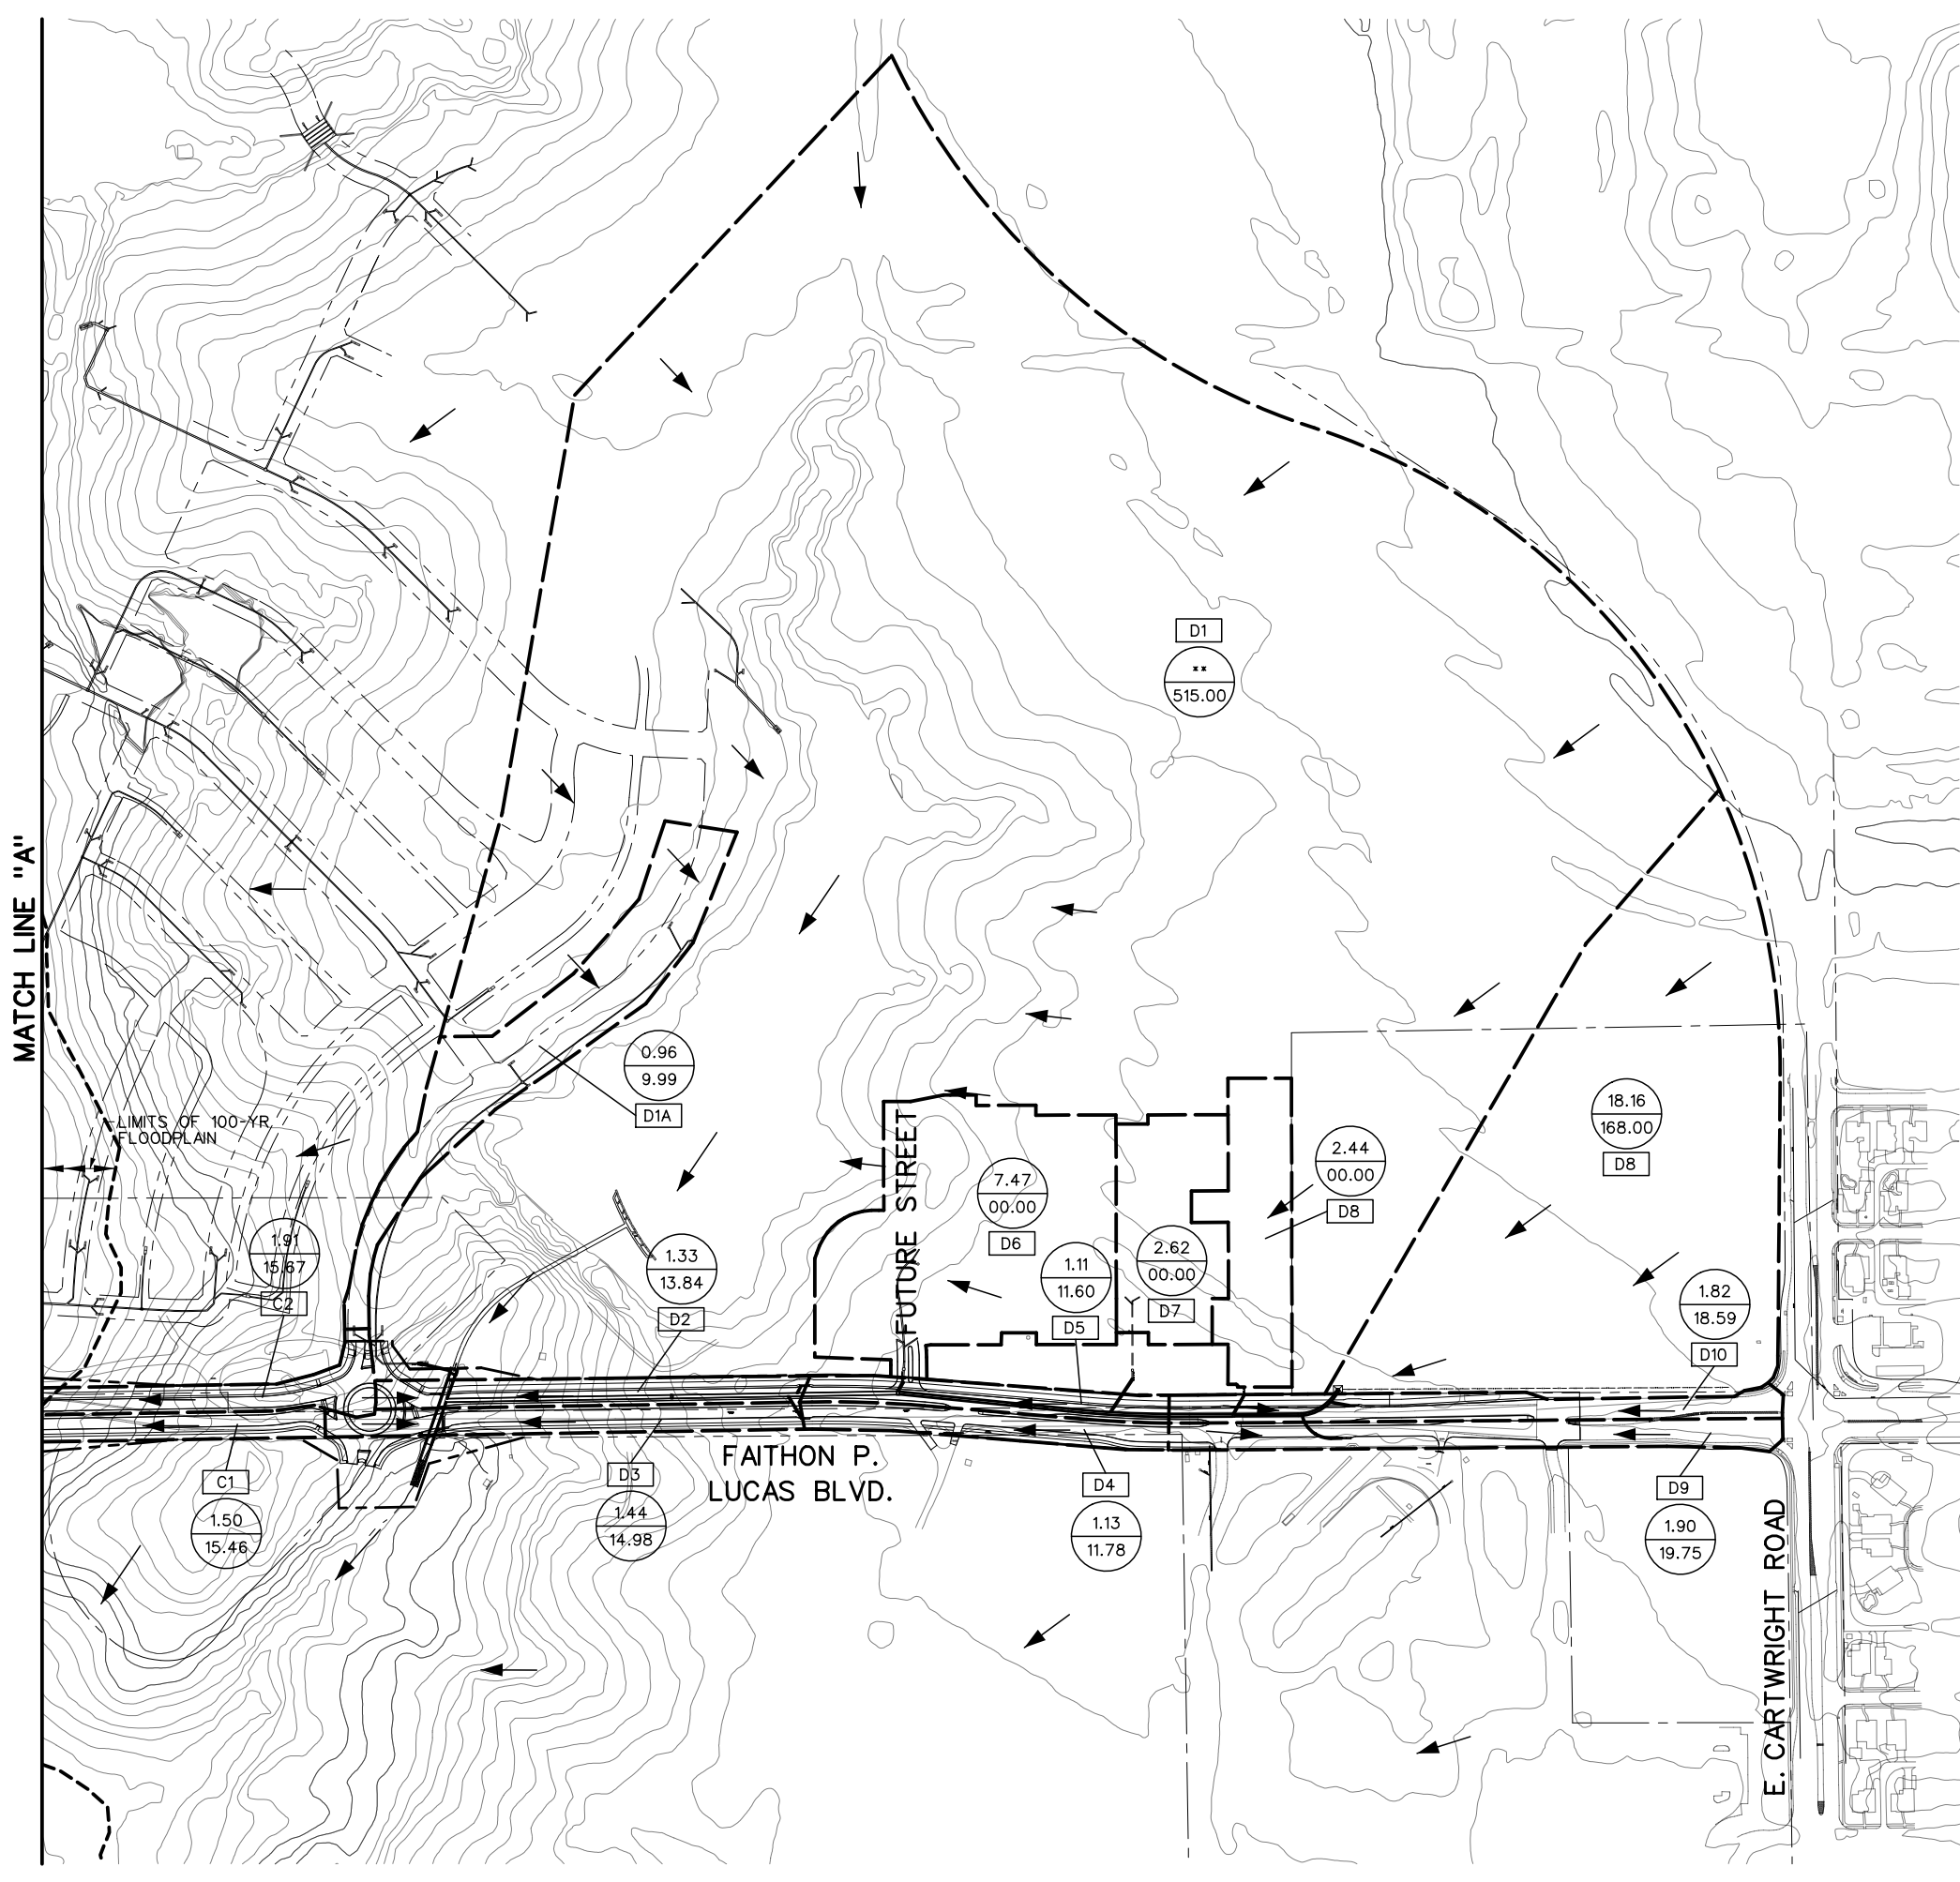 D1
xx
515.00
MATCH LINE "A"
0.96
9.99
D1A
LIMITS OF 100-YR
FLOODPLAIN
FUTURE STREET
7.47
00.00
D6
2.44
00.00
D8
18.16
168.00
D8
1.91
15.67
C2
1.33
13.84
D2
1.11
11.60
D5
2.62
00.00
D7
1.82
18.59
D10
FAITHON P.
LUCAS BLVD.
C1
1.50
15.46
D3
1.44
14.98
D4
1.13
11.78
D9
1.90
19.75
E. CARTWRIGHT ROAD